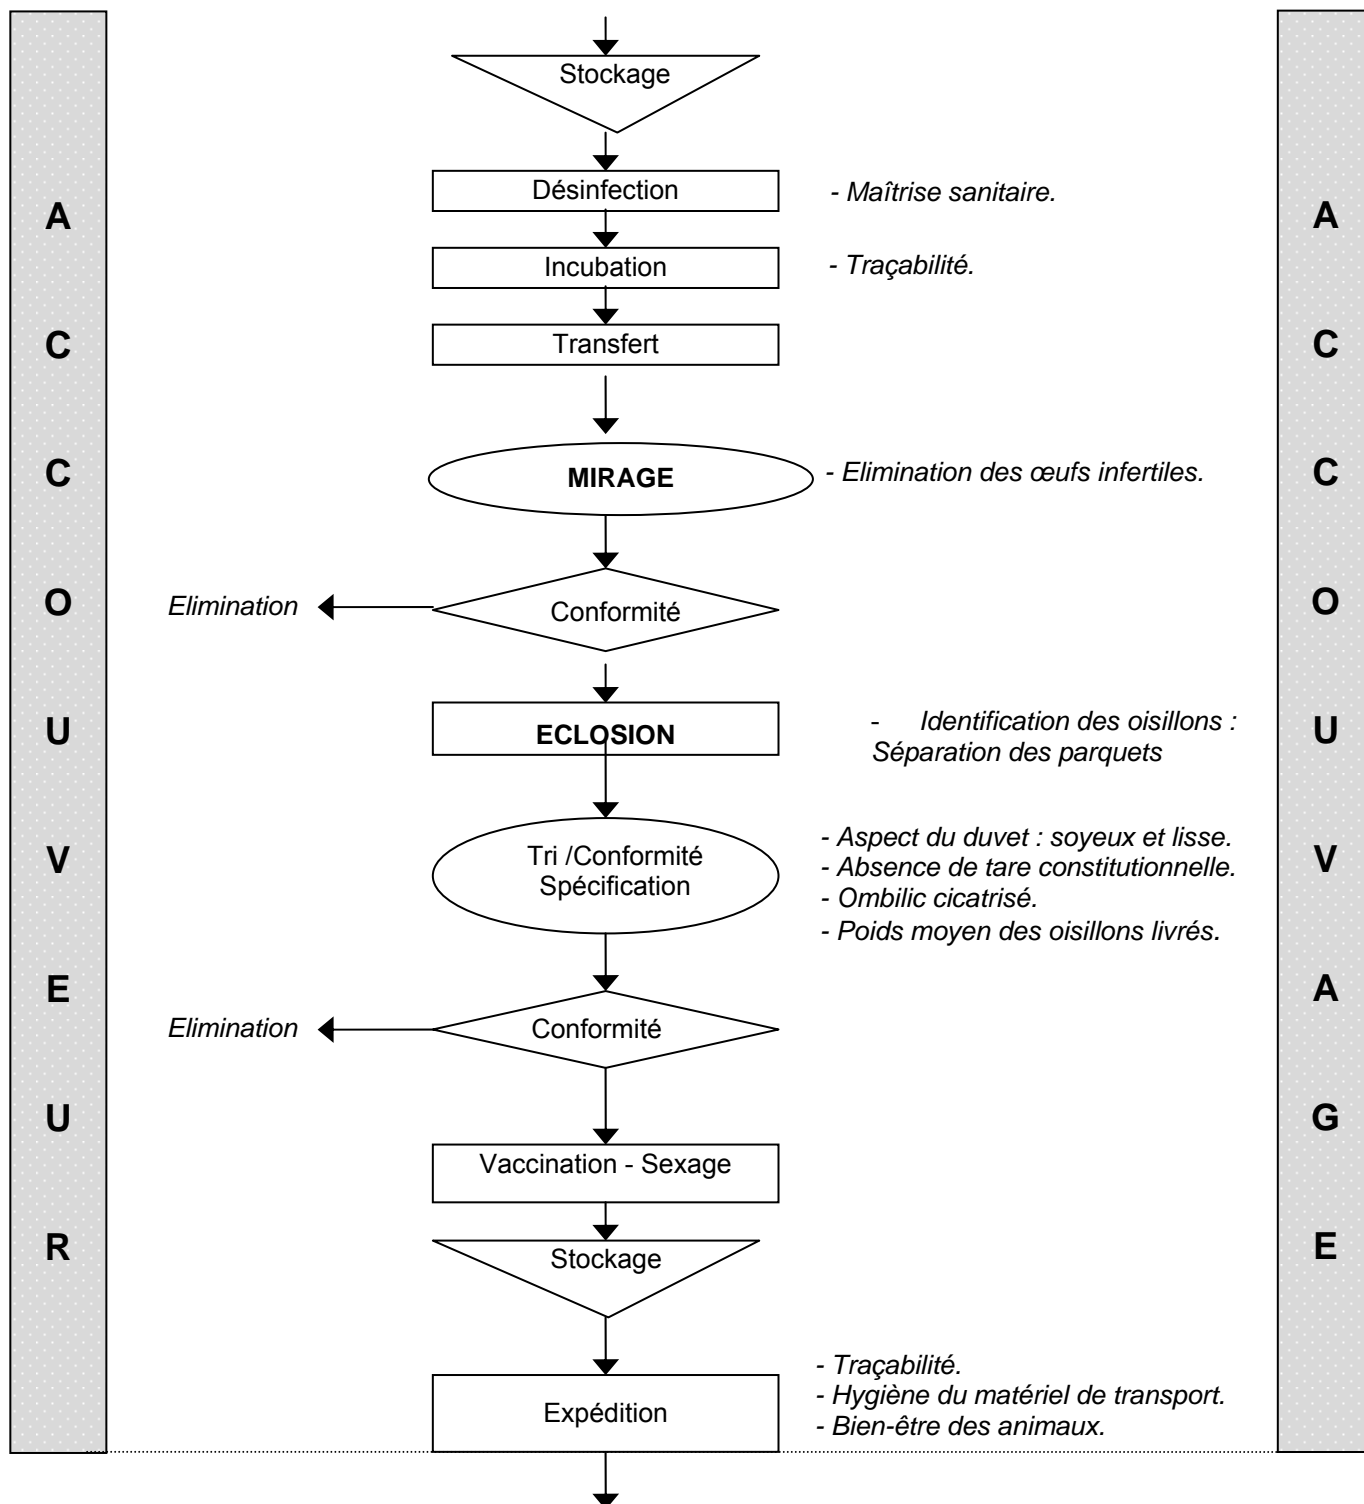 A
C
C
O
U
V
E
U
R
Stockage
Désinfection
- Maîtrise sanitaire.
Incubation
- Traçabilité.
Transfert
MIRAGE
- Elimination des œufs infertiles.
Elimination
Conformité
ECLOSION
- Identification des oisillons :
Séparation des parquets
Tri /Conformité
Spécification
- Aspect du duvet : soyeux et lisse.
- Absence de tare constitutionnelle.
- Ombilic cicatrisé.
- Poids moyen des oisillons livrés.
Elimination
Conformité
Vaccination - Sexage
Stockage
Expédition
- Traçabilité.
- Hygiène du matériel de transport.
- Bien-être des animaux.
A
C
C
O
U
V
A
G
E